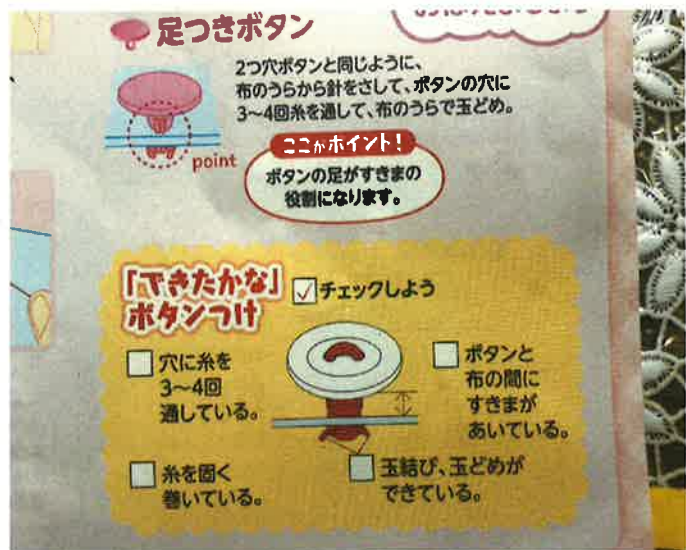 足つきボタン
2つ穴ボタンと同じように、
布のうらから針をさして、ボタンの穴に
3〜4回糸を通して、布のうらで玉どめ。
point
ここがポイント!
ボタンの足がすきまの
役割になります。
「できたかな」
ボタンつけ
チェックしよう
穴に糸を
3〜4回
通している。
ボタンと
布の間に
すきまが
あいている。
糸を固く
巻いている。
玉結び、玉どめが
できている。